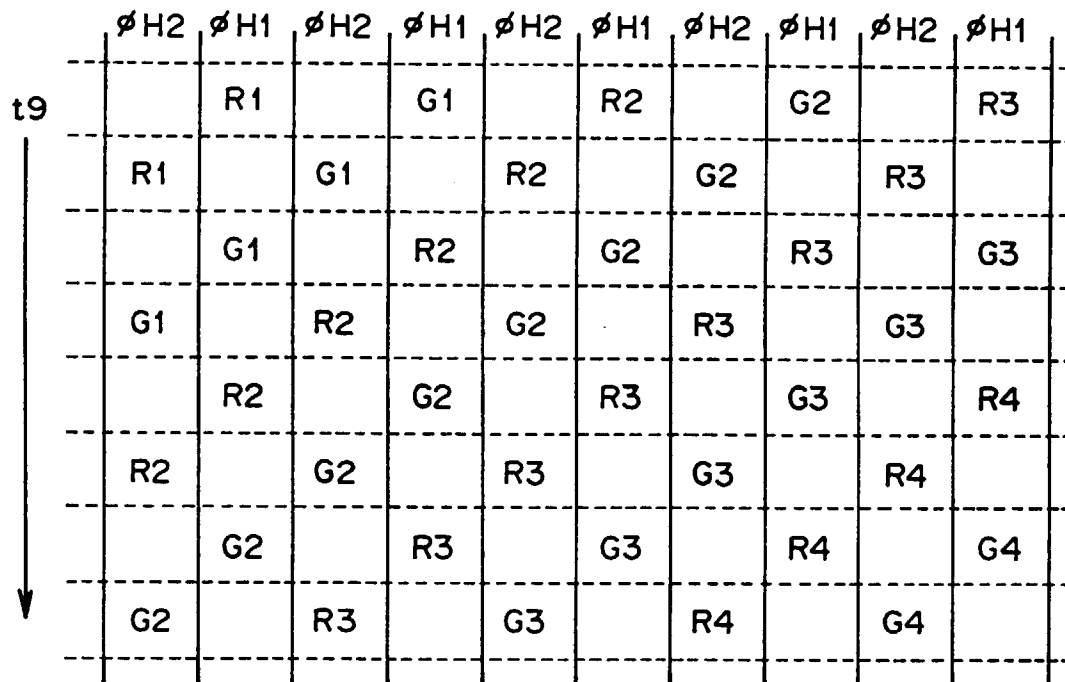 øH2 øH1 øH2 øH1 øH2 øH1 øH2 øH1 øH2 øH1
t9
R1 G1 R2 G2 R3
R1 G1 R2 G2 R3
G1 R2 G2 R3 G3
G1 R2 G2 R3 G3
R2 G2 R3 G3 R4
R2 G2 R3 G3 R4
G2 R3 G3 R4 G4
G2 R3 G3 R4 G4